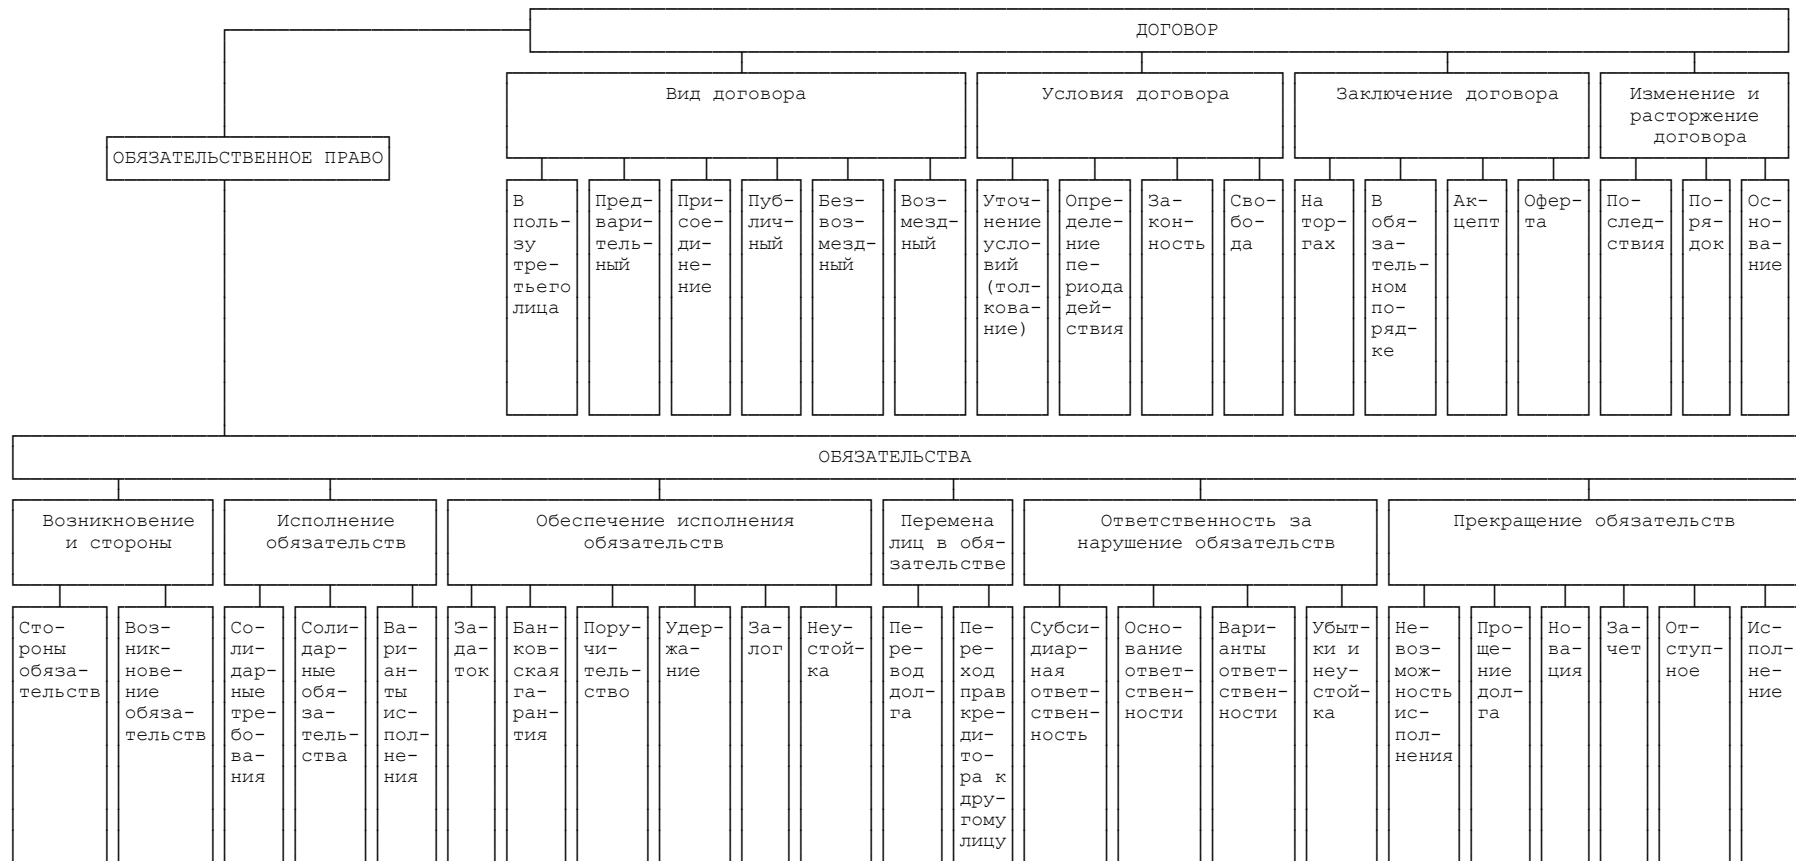 ДОГОВОР
Вид договора
Условия договора
Заключение договора
Изменение и
расторжение
договора
ОБЯЗАТЕЛЬСТВЕННОЕ ПРАВО
В
поль-
зу
тре-
тьего
лица
Пред-
вари-
тель-
ный
При-
сое-
ди-
не-
ние
Пуб-
лич-
ный
Без-
воз-
мезд-
ный
Воз-
мезд-
ный
Уточ-
нение
усло-
вий
(тол-
кова-
ние)
Опре-
деле-
ние
пе-
риода
дей-
ствия
За-
кон-
ность
Сво-
бо-
да
На
тор-
гах
В
обя-
за-
тель-
ном
по-
ряд-
ке
Ак-
цепт
Офер-
та
По-
след-
ствия
По-
ря-
док
Ос-
но-
ва-
ние
ОБЯЗАТЕЛЬСТВА
Возникновение
и стороны
Исполнение
обязательств
Обеспечение исполнения
обязательств
Перемена
лиц в обя-
зательстве
Ответственность за
нарушение обязательств
Прекращение обязательств
Сто-
роны
обяза-
тельств
Воз-
ник-
нове-
ние
обяза-
тельств
Со-
ли-
дар-
ные
тре-
бо-
ва-
ния
Соли-
дар-
ные
обя-
за-
тель-
ства
Ва-
ри-
ан-
ты
ис-
пол-
не-
ния
За-
да-
ток
Бан-
ков-
ская
га-
ран-
тия
Пору-
чи-
тель-
ство
Удер-
жа-
ние
За-
лог
Неу-
стой-
ка
Пе-
ре-
вод
дол-
га
Пе-
ре-
ход
прав
кре-
ди-
то-
ра к
дру-
гому
лицу
Субси-
диар-
ная
ответ-
ствен-
ность
Осно-
вание
ответ-
ствен-
ности
Вари-
анты
ответ-
ствен-
ности
Убыт-
ки и
неу-
стой-
ка
Не-
воз-
мож-
ность
ис-
пол-
нения
Про-
ще-
ние
дол-
га
Но-
ва-
ция
За-
чет
От-
ступ-
ное
Ис-
пол-
не-
ние